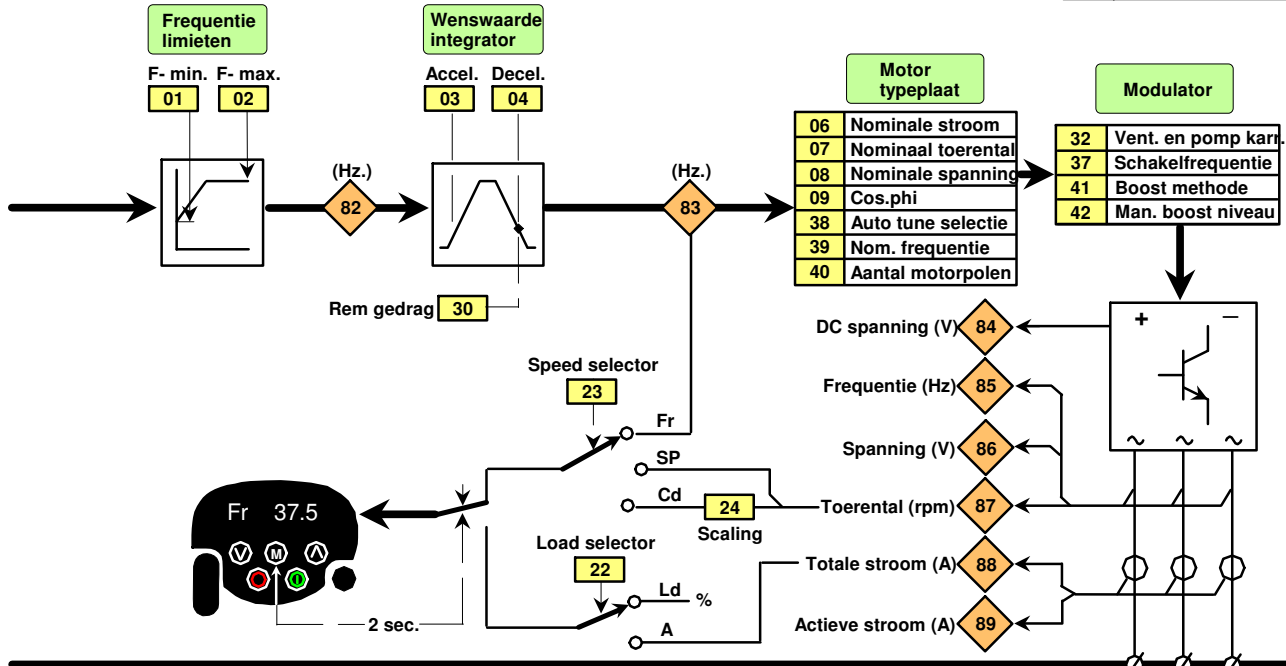 Frequentie
limieten
Wenswaarde
integrator
F- min. F- max.
01 02
Accel. Decel.
03 04
Motor
typeplaat
Modulator
06 Nominale stroom
07 Nominaal toerental
08 Nominale spanning
09 Cos.phi
38 Auto tune selectie
39 Nom. frequentie
40 Aantal motorpolen
32 Vent. en pomp karr.
37 Schakelfrequentie
41 Boost methode
42 Man. boost niveau
(Hz.)
82
(Hz.)
83
Rem gedrag 30
+ –
DC spanning (V) 84
Frequentie (Hz) 85
Spanning (V) 86
Toerental (rpm) 87
Totale stroom (A) 88
Actieve stroom (A) 89
~ ~ ~
Speed selector
23
Fr
SP
Cd
24
Scaling
Fr 37.5
M
Load selector
22
Ld %
A
2 sec.